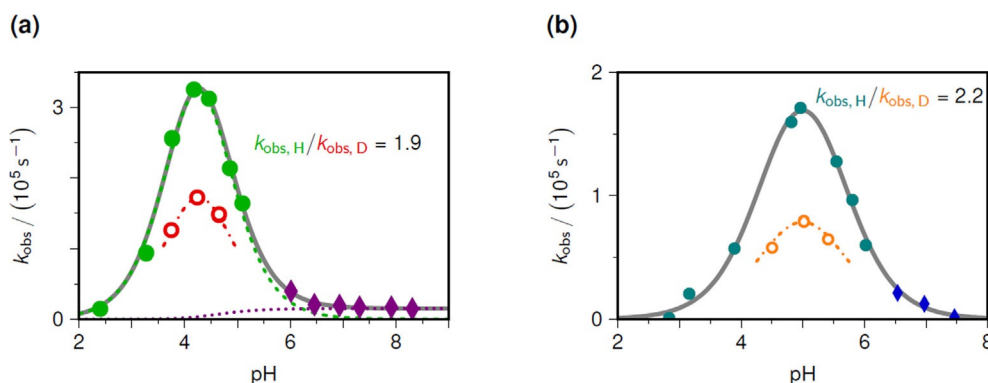 (a)
(b)
3
0
k_obs / (10^5 s^−1)
k_obs, H/k_obs, D = 1.9
2 4 6 8
pH
2
1
0
k_obs / (10^5 s^−1)
k_obs, H/k_obs, D = 2.2
2 4 6 8
pH